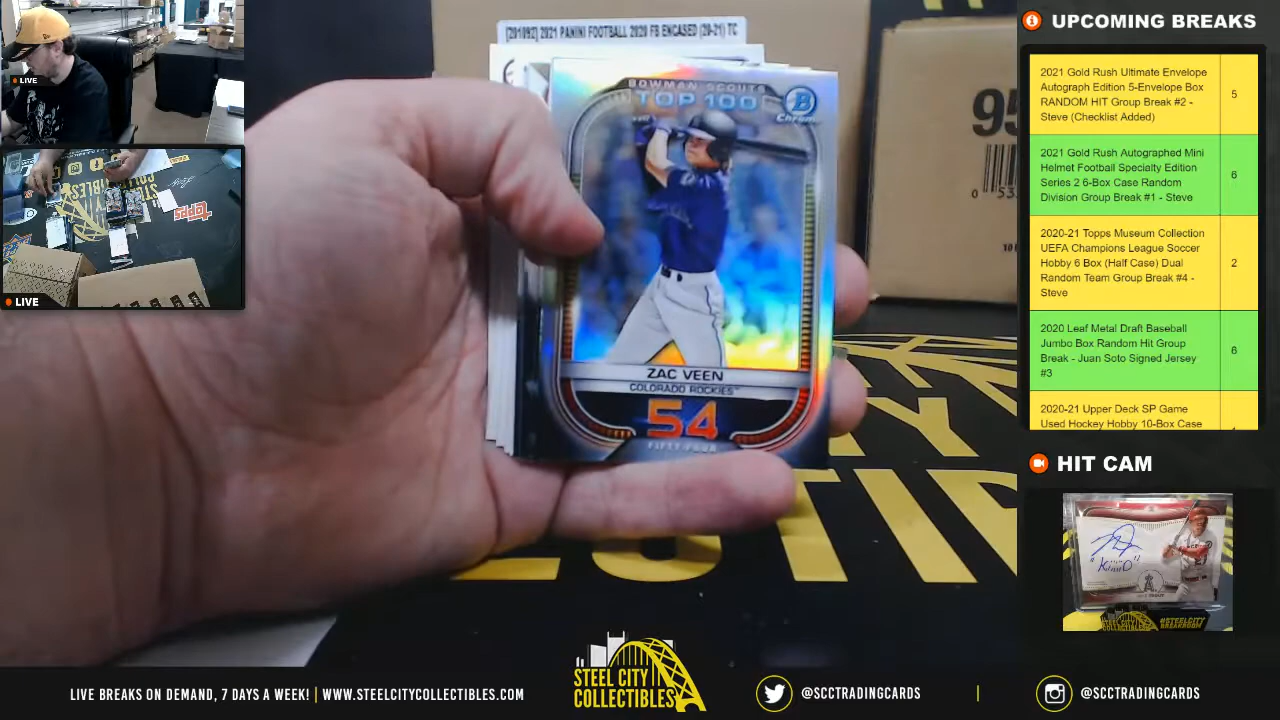 LIVE
LIVE
topps
[201092] 2021 PANINI FOOTBALL 2020 FB ENCASED (20-21) TC
BOWMAN SCOUTS
TOP 100
B
Chrome
ZAC VEEN
COLORADO ROCKIES
54
FIFTY-FOUR
95
0
UPCOMING BREAKS
2021 Gold Rush Ultimate Envelope
Autograph Edition 5-Envelope Box
RANDOM HIT Group Break #2 -
Steve (Checklist Added)
5
2021 Gold Rush Autographed Mini
Helmet Football Specialty Edition
Series 2 6-Box Case Random
Division Group Break #1 - Steve
6
2020-21 Topps Museum Collection
UEFA Champions League Soccer
Hobby 6 Box (Half Case) Dual
Random Team Group Break #4 -
Steve
2
2020 Leaf Metal Draft Baseball
Jumbo Box Random Hit Group
Break - Juan Soto Signed Jersey
#3
6
2020-21 Upper Deck SP Game
Used Hockey Hobby 10-Box Case
HIT CAM
LIVE BREAKS ON DEMAND, 7 DAYS A WEEK! | WWW.STEELCITYCOLLECTIBLES.COM
STEEL CITY
COLLECTIBLES
@SCCTRADINGCARDS
@SCCTRADINGCARDS